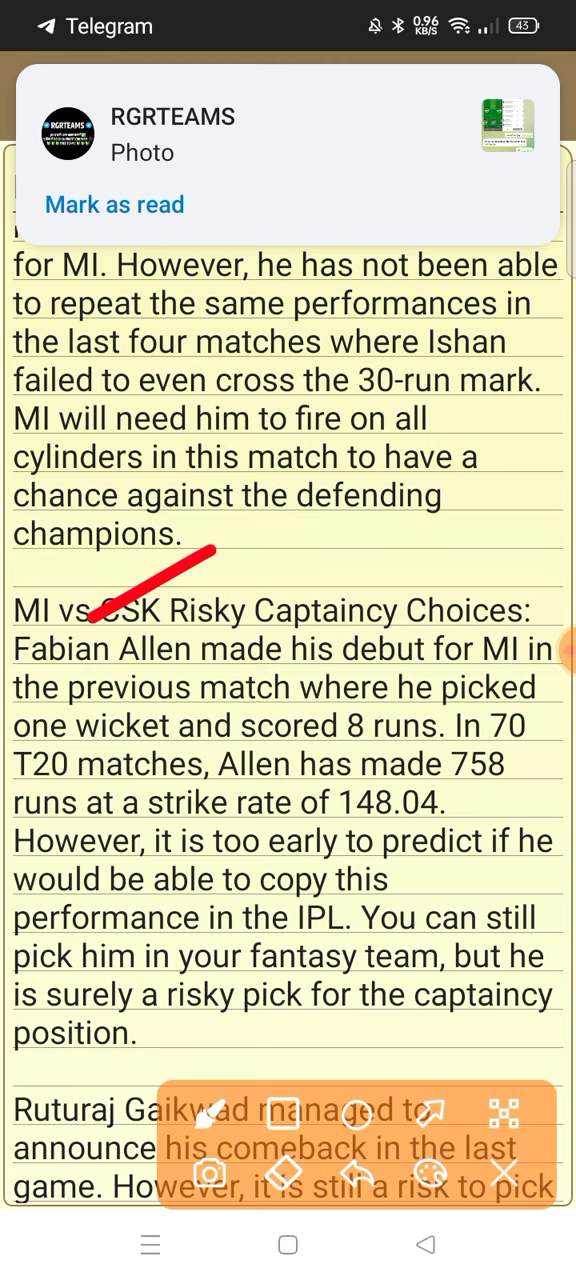 Telegram
0.96
KB/S
43
RGRTEAMS
RGRTEAMS
Photo
Mark as read
for MI. However, he has not been able
to repeat the same performances in
the last four matches where Ishan
failed to even cross the 30-run mark.
MI will need him to fire on all
cylinders in this match to have a
chance against the defending
champions.
MI vs CSK Risky Captaincy Choices:
Fabian Allen made his debut for MI in
the previous match where he picked
one wicket and scored 8 runs. In 70
T20 matches, Allen has made 758
runs at a strike rate of 148.04.
However, it is too early to predict if he
would be able to copy this
performance in the IPL. You can still
pick him in your fantasy team, but he
is surely a risky pick for the captaincy
position.
Ruturaj Gaikwad managed to
announce his comeback in the last
game. However, it is still a risk to pick